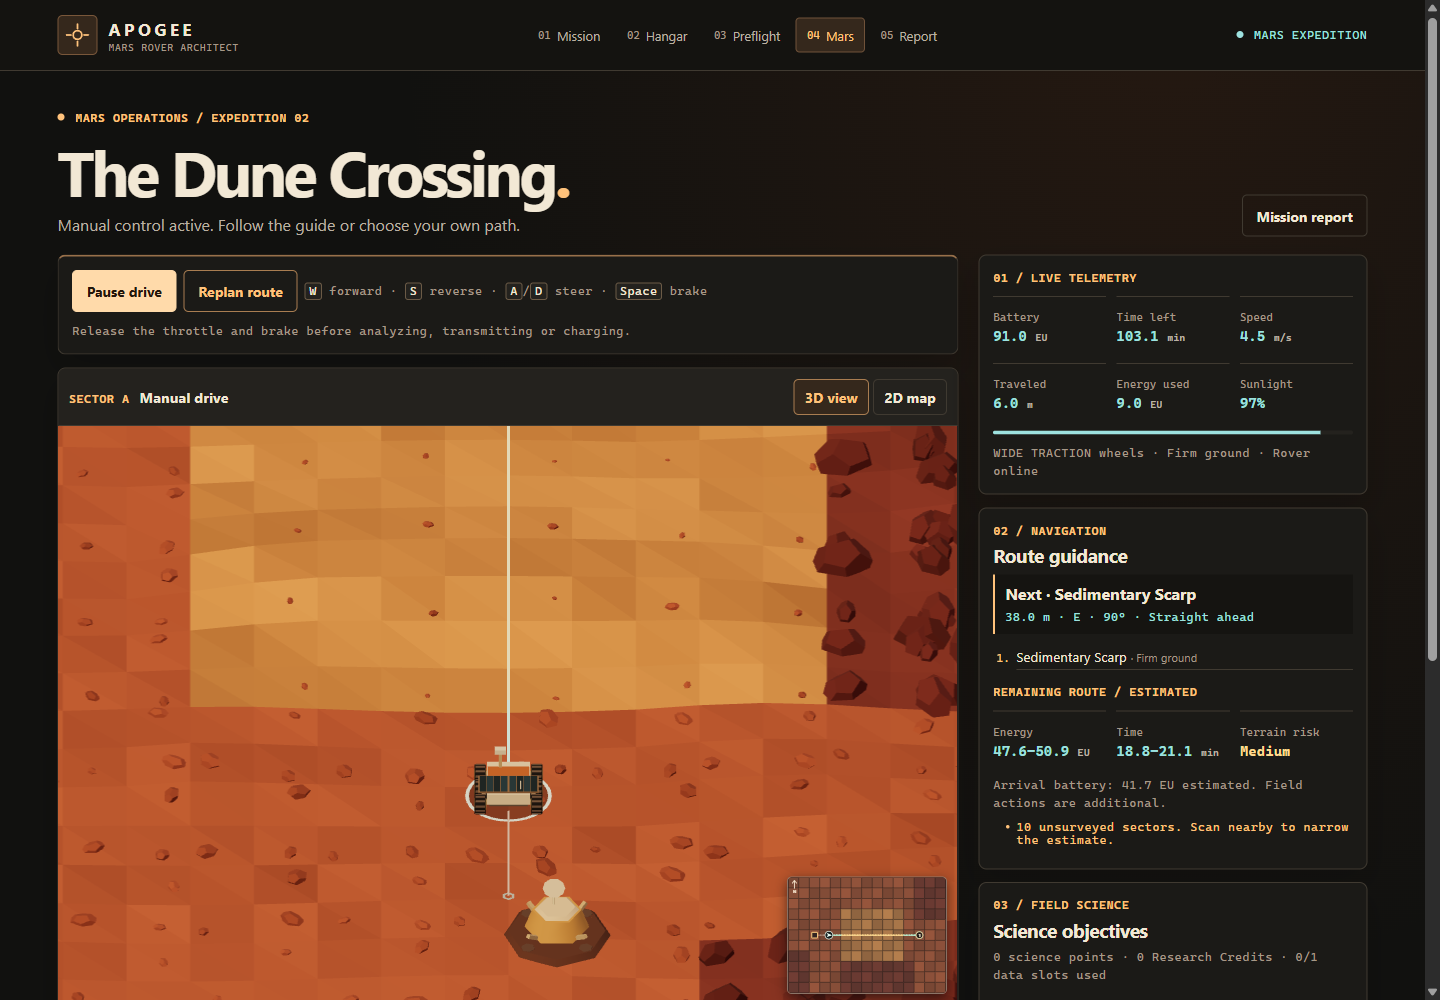 APOGEE
MARS ROVER ARCHITECT
01 Mission
02 Hangar
03 Preflight
04 Mars
05 Report
MARS EXPEDITION
MARS OPERATIONS / EXPEDITION 02
The Dune Crossing.
Manual control active. Follow the guide or choose your own path.
Mission report
Pause drive
Replan route
W forward · S reverse · A/D steer · Space brake
Release the throttle and brake before analyzing, transmitting or charging.
SECTOR A Manual drive
3D view
2D map
01 / LIVE TELEMETRY
Battery
91.0 EU
Time left
103.1 min
Speed
4.5 m/s
Traveled
6.0 m
Energy used
9.0 EU
Sunlight
97%
WIDE TRACTION wheels · Firm ground · Rover
online
02 / NAVIGATION
Route guidance
Next · Sedimentary Scarp
38.0 m · E · 90° · Straight ahead
1. Sedimentary Scarp · Firm ground
REMAINING ROUTE / ESTIMATED
Energy
47.6–50.9 EU
Time
18.8–21.1 min
Terrain risk
Medium
Arrival battery: 41.7 EU estimated. Field
actions are additional.
• 10 unsurveyed sectors. Scan nearby to narrow
the estimate.
03 / FIELD SCIENCE
Science objectives
0 science points · 0 Research Credits · 0/1
data slots used